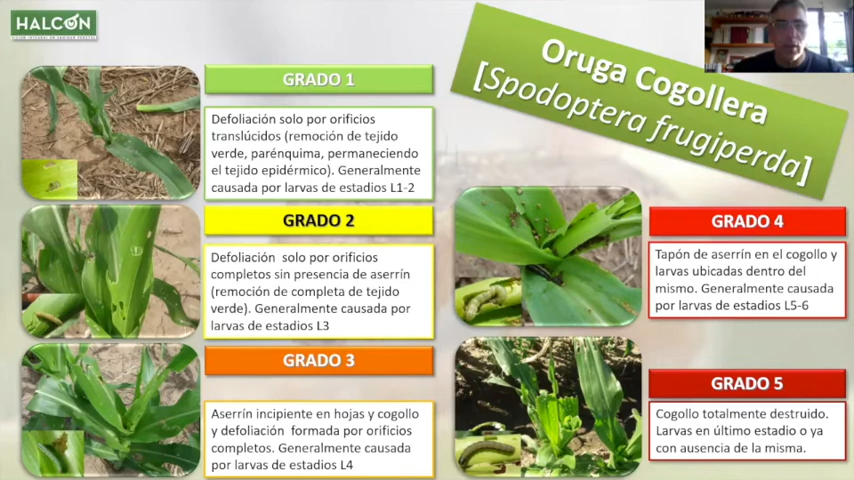 HALCÓN
Oruga Cogollera
[Spodoptera frugiperda]
GRADO 1
Defoliación solo por orificios
translúcidos (remoción de tejido
verde, parénquima, permaneciendo
el tejido epidérmico). Generalmente
causada por larvas de estadios L1-2
GRADO 2
Defoliación solo por orificios
completos sin presencia de aserrín
(remoción de completa de tejido
verde). Generalmente causada por
larvas de estadios L3
GRADO 3
Aserrín incipiente en hojas y cogollo
y defoliación formada por orificios
completos. Generalmente causada
por larvas de estadios L4
GRADO 4
Tapón de aserrín en el cogollo y
larvas ubicadas dentro del
mismo. Generalmente causada
por larvas de estadios L5-6
GRADO 5
Cogollo totalmente destruido.
Larvas en último estadio o ya
con ausencia de la misma.